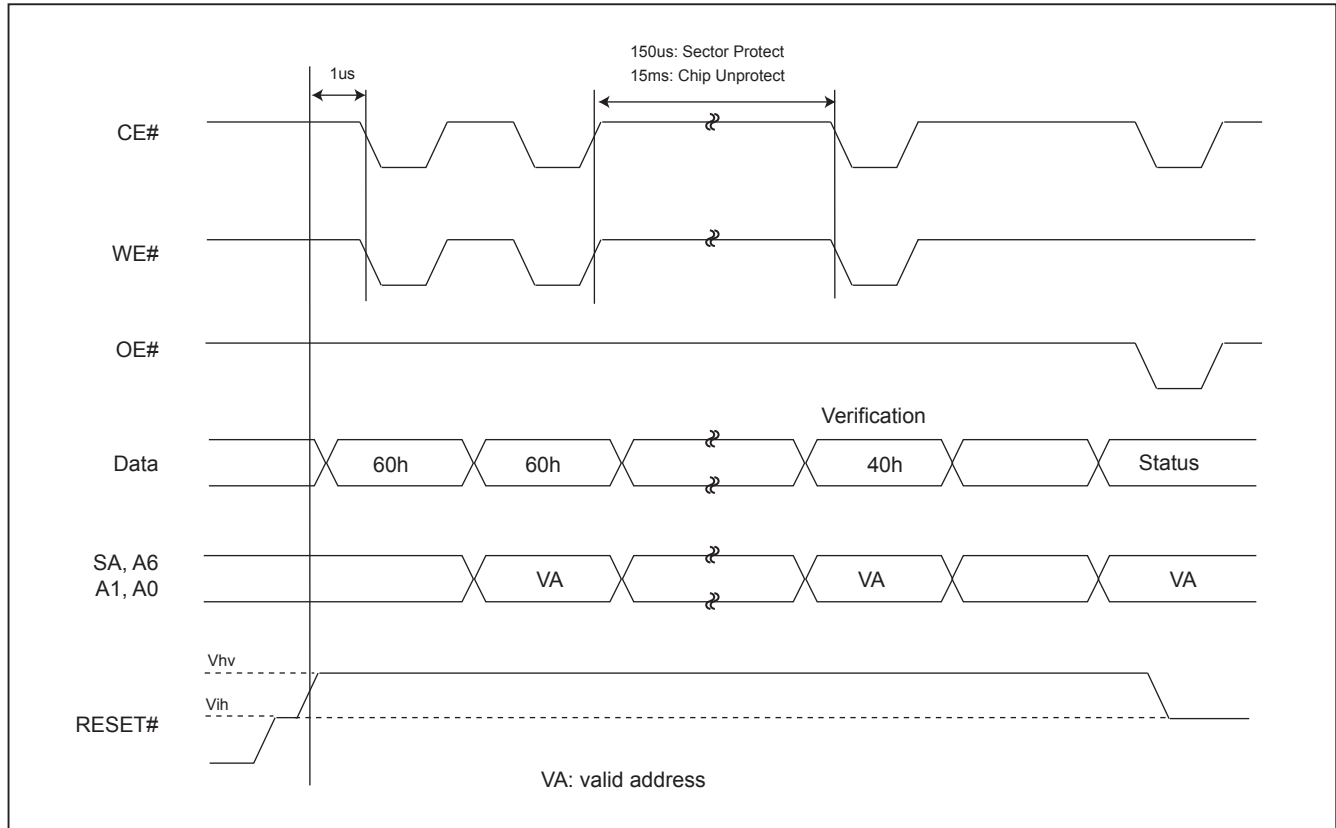 150us: Sector Protect
15ms: Chip Unprotect
1us
CE#
WE#
OE#
Verification
Data
60h
60h
40h
Status
SA, A6
A1, A0
VA
VA
VA
Vhv
Vih
RESET#
VA: valid address